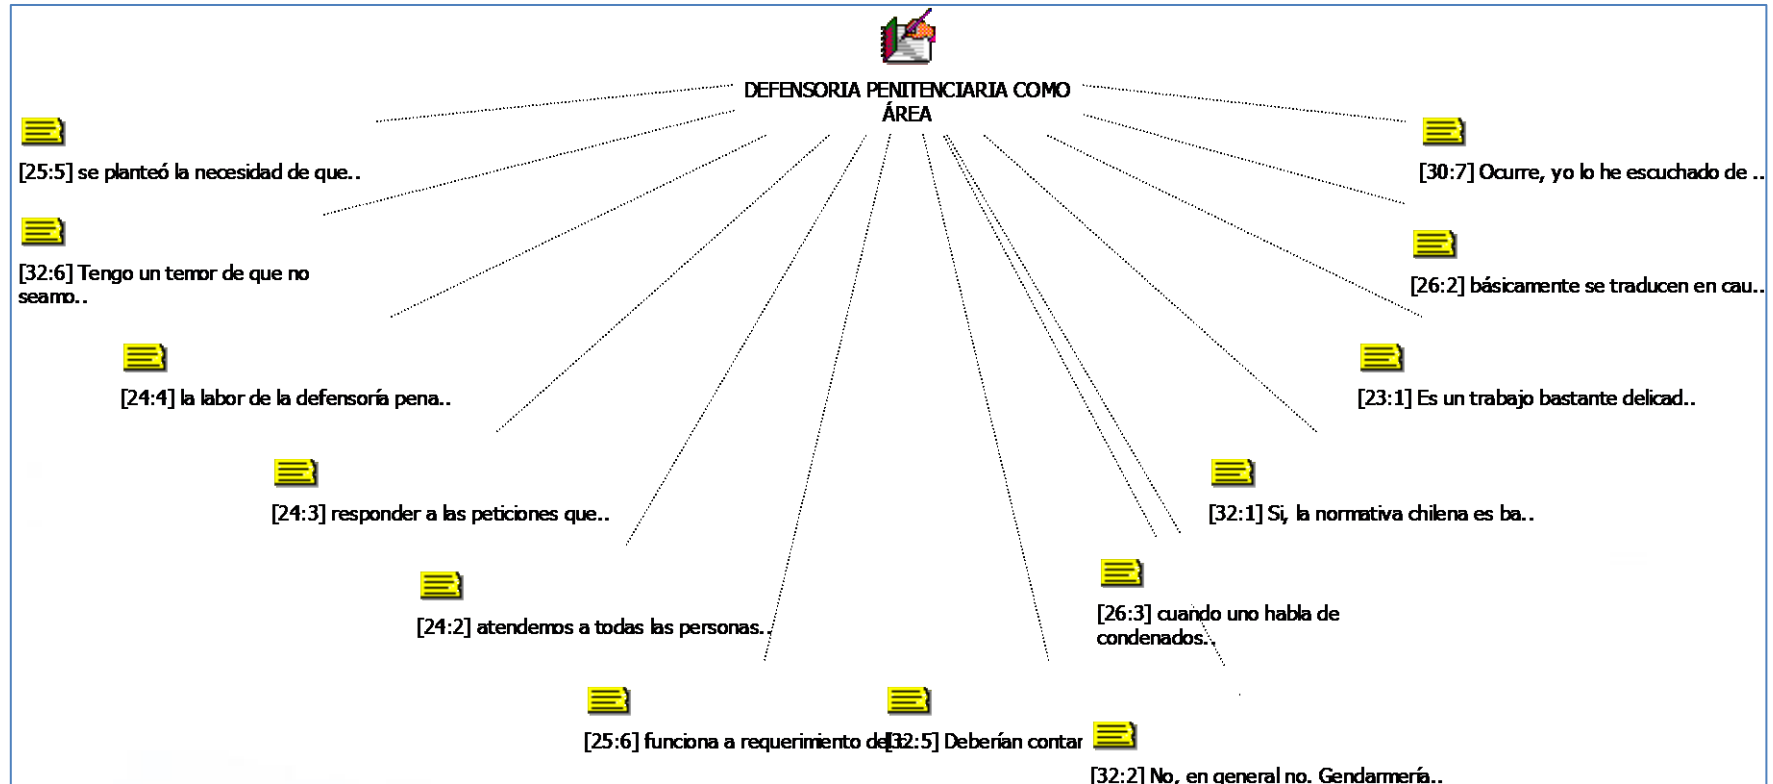 DEFENSORIA PENITENCIARIA COMO
ÁREA
[25:5] se planteó la necesidad de que..
[30:7] Ocurre, yo lo he escuchado de ..
[32:6] Tengo un temor de que no
seamo..
[26:2] básicamente se traducen en cau..
[24:4] la labor de la defensoría pena..
[23:1] Es un trabajo bastante delicad..
[24:3] responder a las peticiones que..
[32:1] Si, la normativa chilena es ba..
[24:2] atendemos a todas las personas..
[26:3] cuando uno habla de
condenados..
[25:6] funciona a requerimiento
[32:5] Deberían contar
[32:2] No, en general no. Gendarmería..